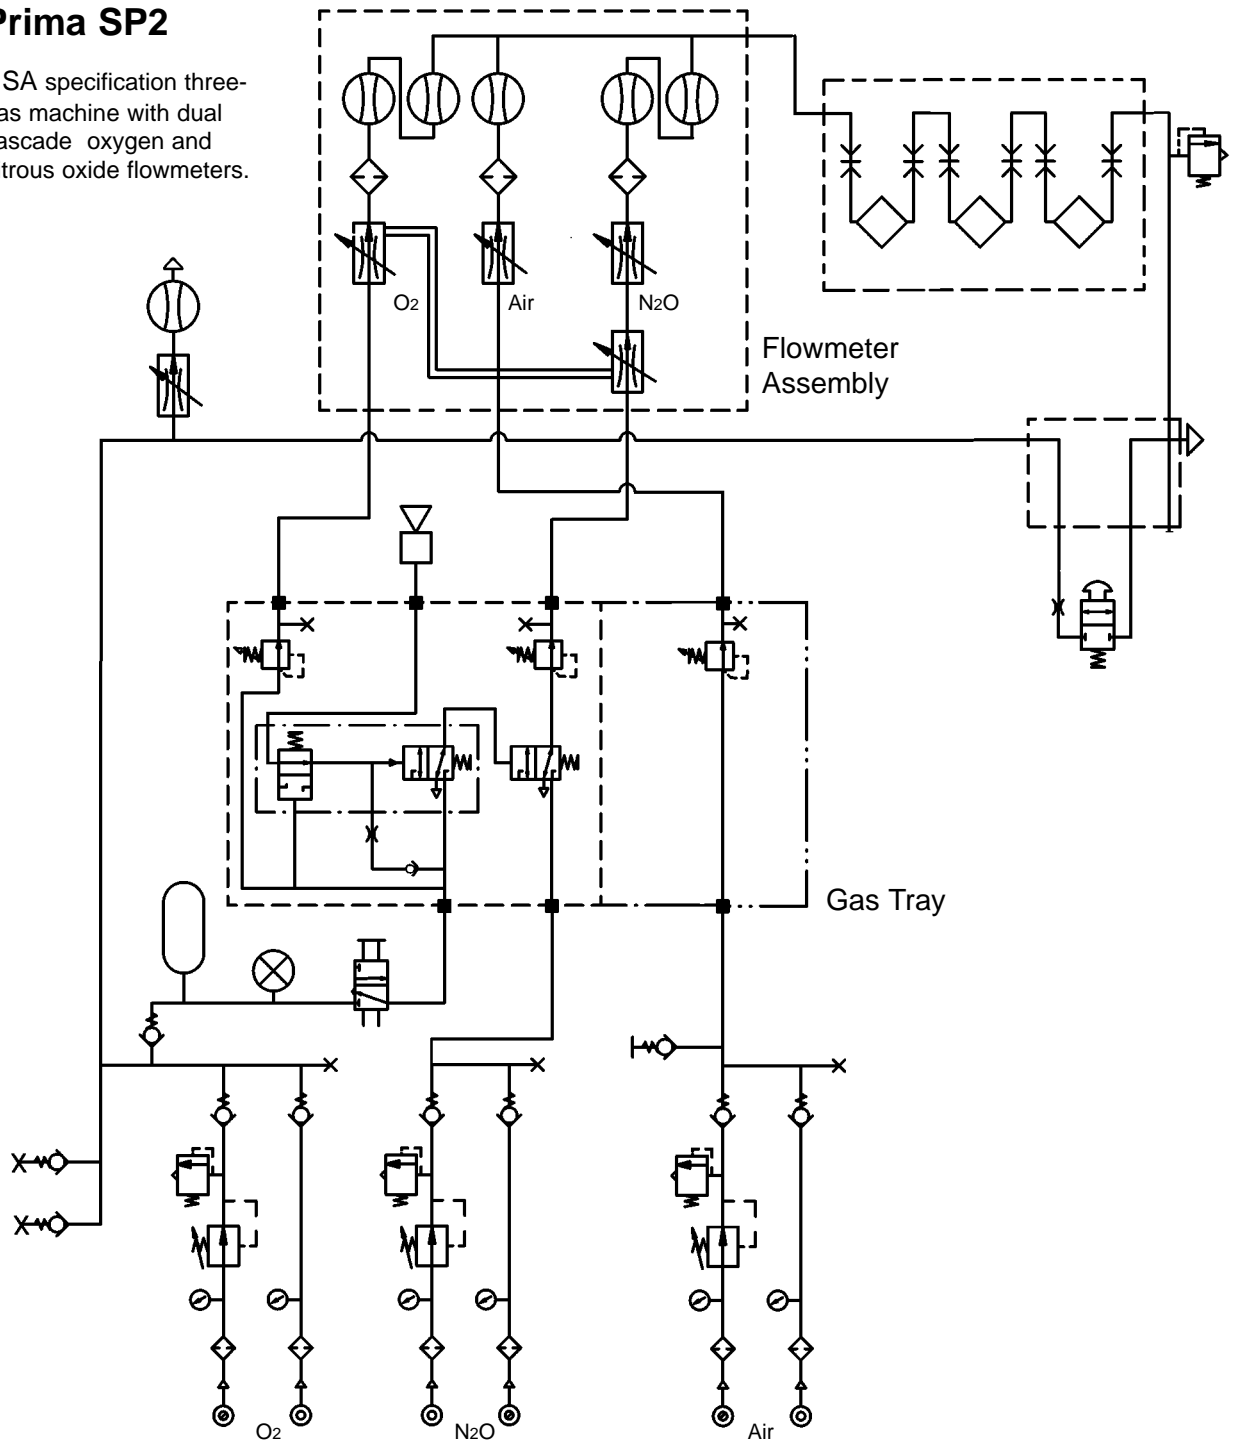 Prima SP2
SA specification three-
as machine with dual
ascade oxygen and
trous oxide flowmeters.
O2
Air
N2O
Flowmeter
Assembly
Gas Tray
O2
N2O
Air